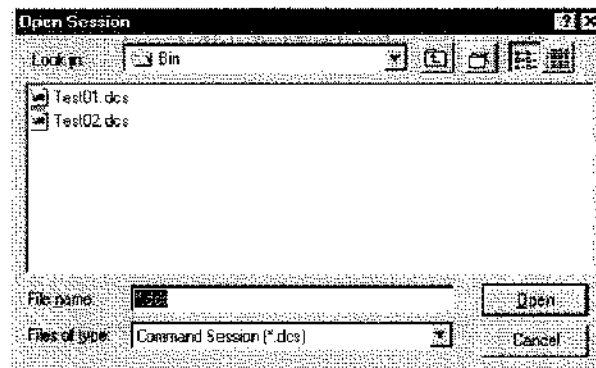 Open Session
Look in: Bin
Test01.dcs
Test02.dcs
File name:
Open
Files of type: Command Session (*.dcs)
Cancel